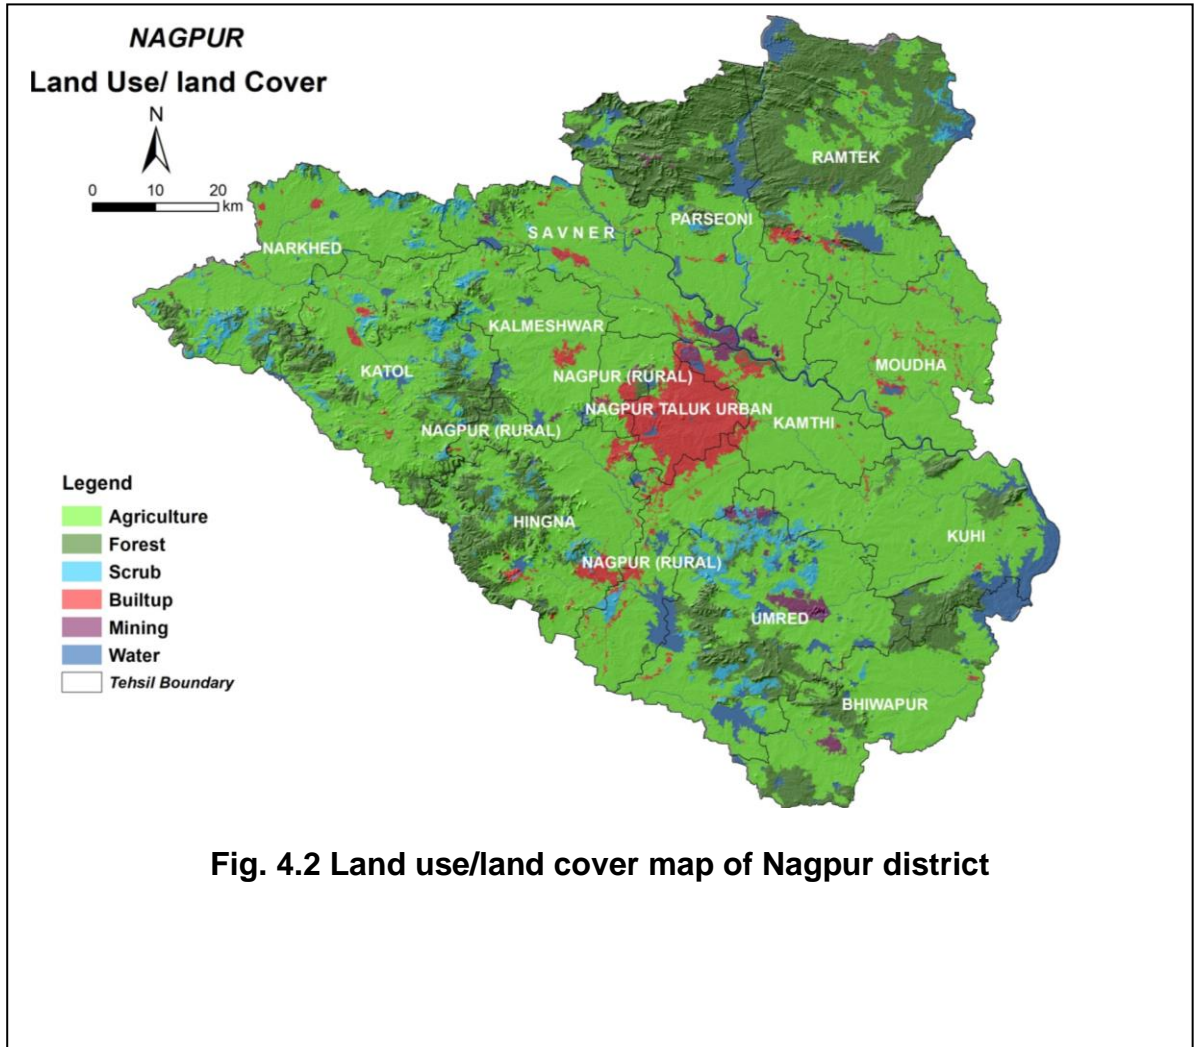 NAGPUR
Land Use/ land Cover
N
0 10 20
km
RAMTEK
PARSEONI
SAVNER
NARKHED
KALMESHWAR
MOUDHA
KATOL
NAGPUR (RURAL)
NAGPUR TALUK URBAN
KAMTHI
NAGPUR (RURAL)
HINGNA
KUHI
NAGPUR (RURAL)
UMRED
BHIWAPUR
Legend
Agriculture
Forest
Scrub
Builtup
Mining
Water
Tehsil Boundary
Fig. 4.2 Land use/land cover map of Nagpur district